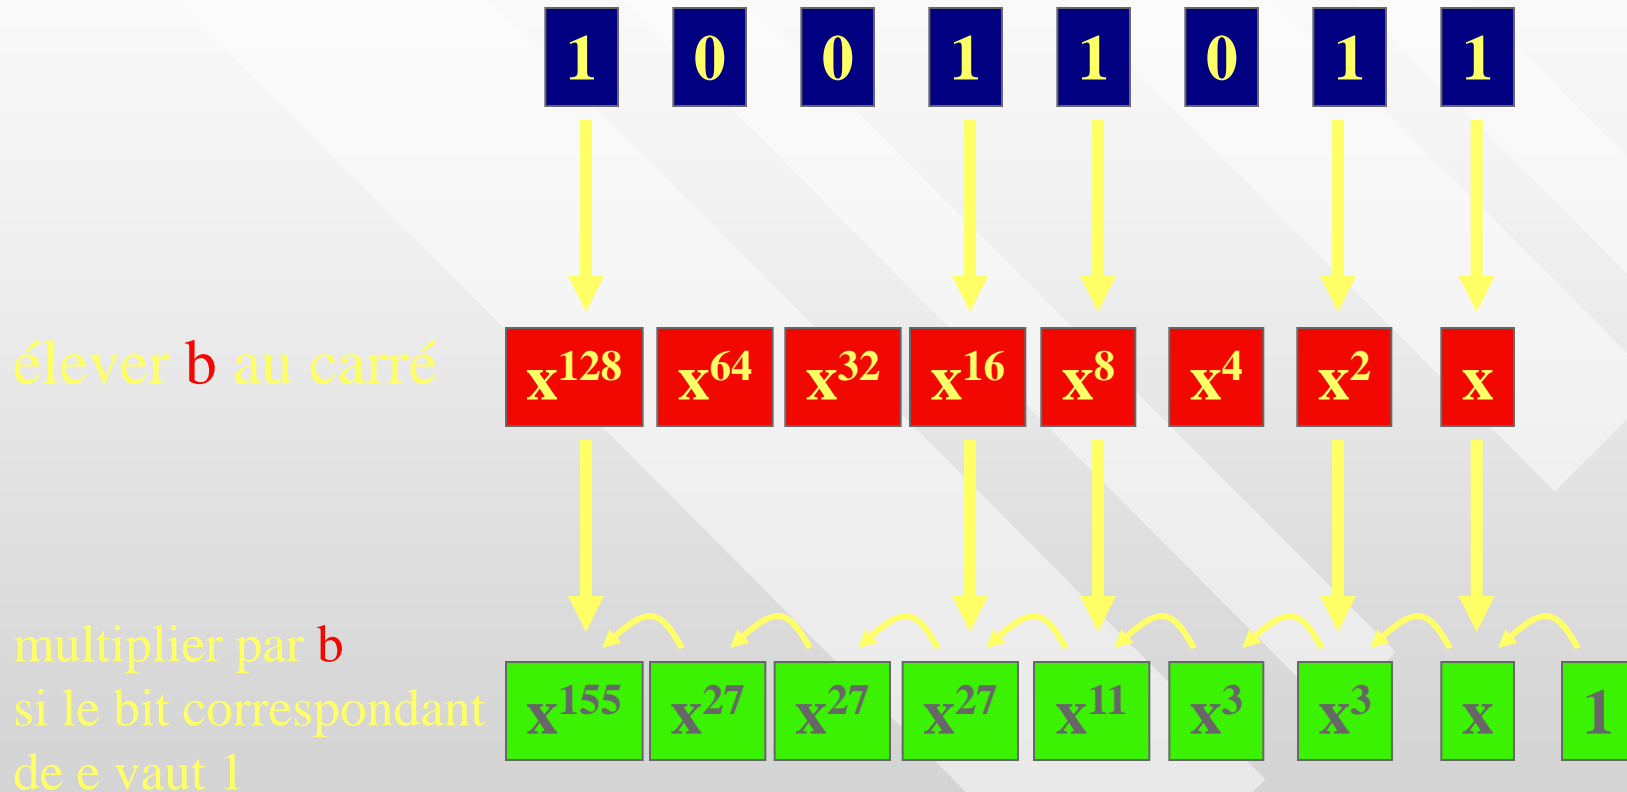 1 0 0 1 1 0 1 1
élever b au carré x¹²⁸ x⁶⁴ x³² x¹⁶ x⁸ x⁴ x² x
multiplier par b
si le bit correspondant x¹⁵⁵ x²⁷ x²⁷ x²⁷ x¹¹ x³ x³ x 1
de e vaut 1